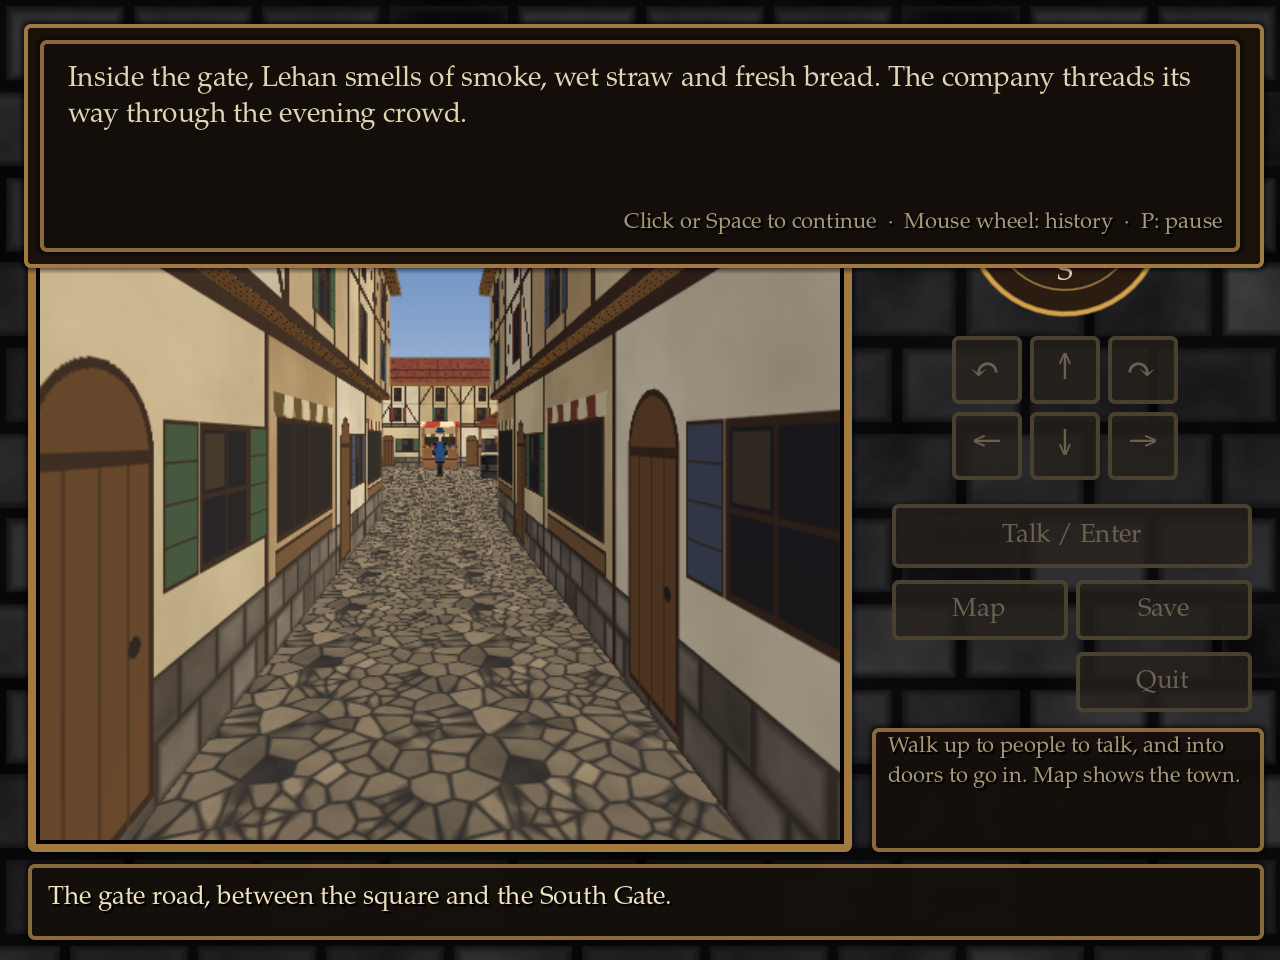 Inside the gate, Lehan smells of smoke, wet straw and fresh bread. The company threads its
way through the evening crowd.
Click or Space to continue · Mouse wheel: history · P: pause
S
Talk / Enter
Map
Save
Quit
Walk up to people to talk, and into
doors to go in. Map shows the town.
The gate road, between the square and the South Gate.